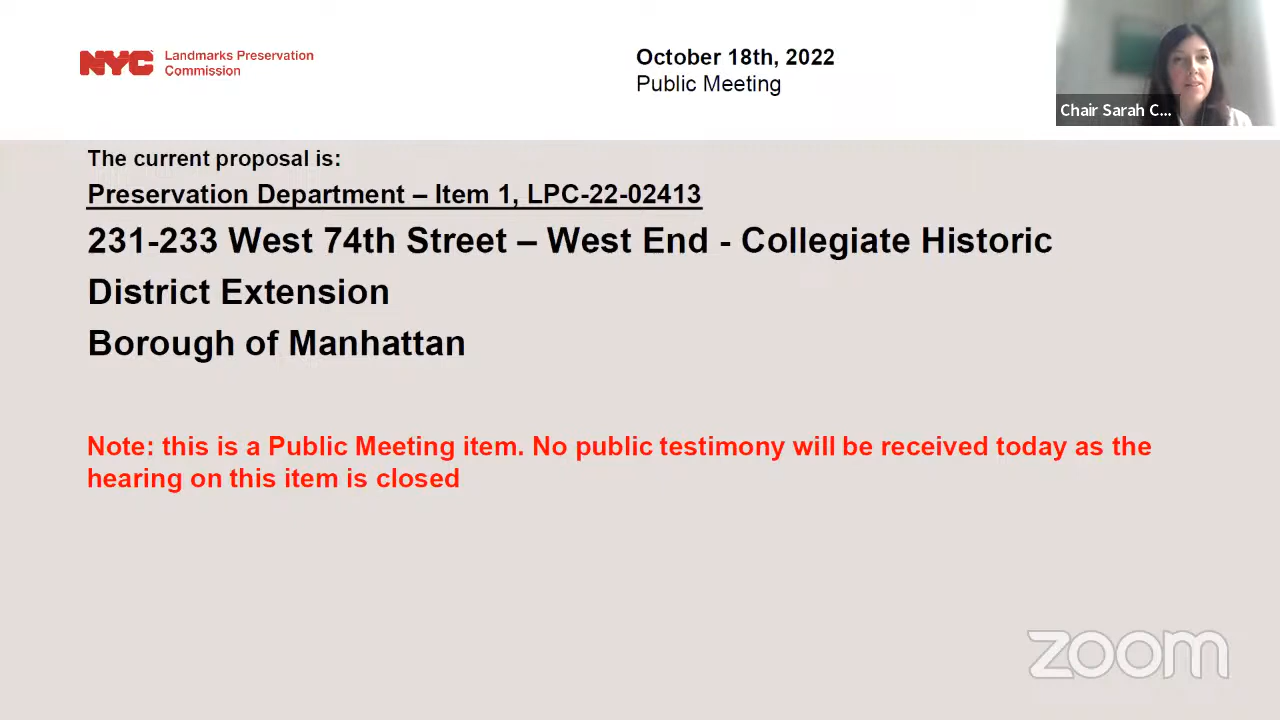 NYC Landmarks Preservation
Commission
October 18th, 2022
Public Meeting
Chair Sarah C...
The current proposal is:
Preservation Department – Item 1, LPC-22-02413
231-233 West 74th Street – West End - Collegiate Historic
District Extension
Borough of Manhattan
Note: this is a Public Meeting item. No public testimony will be received today as the
hearing on this item is closed
zoom